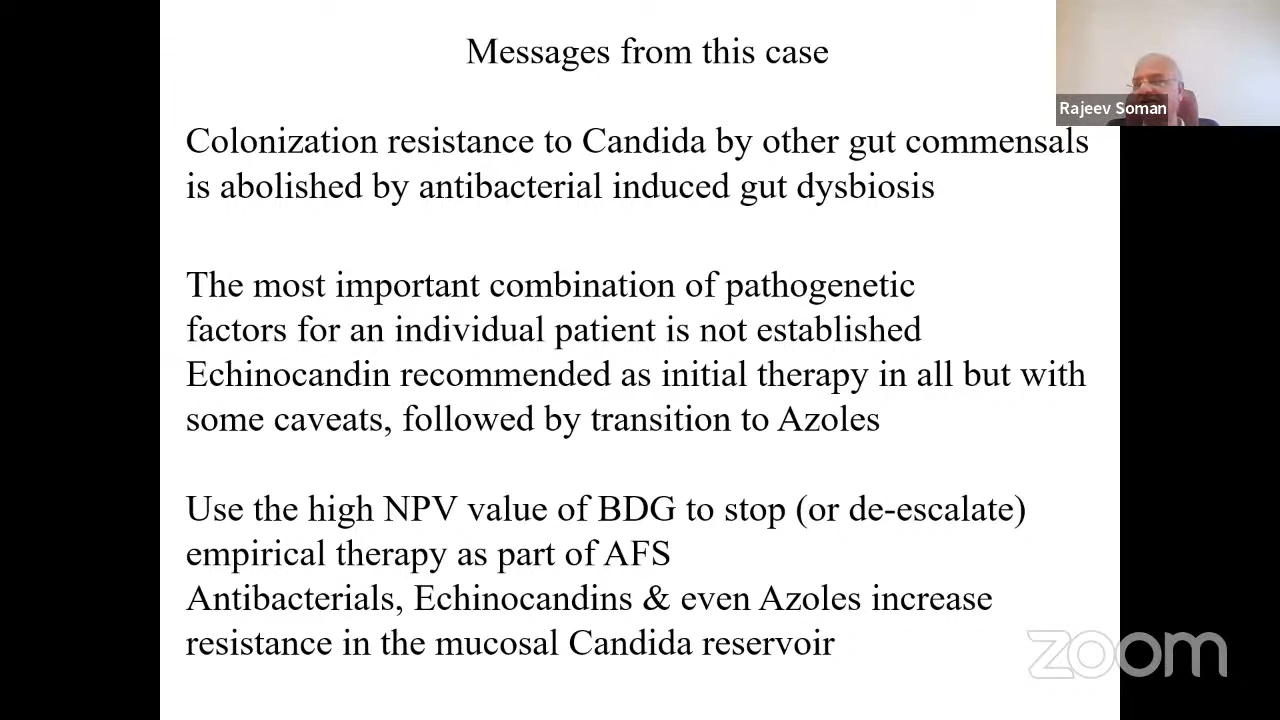 Messages from this case
Rajeev Soman
Colonization resistance to Candida by other gut commensals
is abolished by antibacterial induced gut dysbiosis
The most important combination of pathogenetic
factors for an individual patient is not established
Echinocandin recommended as initial therapy in all but with
some caveats, followed by transition to Azoles
Use the high NPV value of BDG to stop (or de-escalate)
empirical therapy as part of AFS
Antibacterials, Echinocandins & even Azoles increase
resistance in the mucosal Candida reservoir
zoom